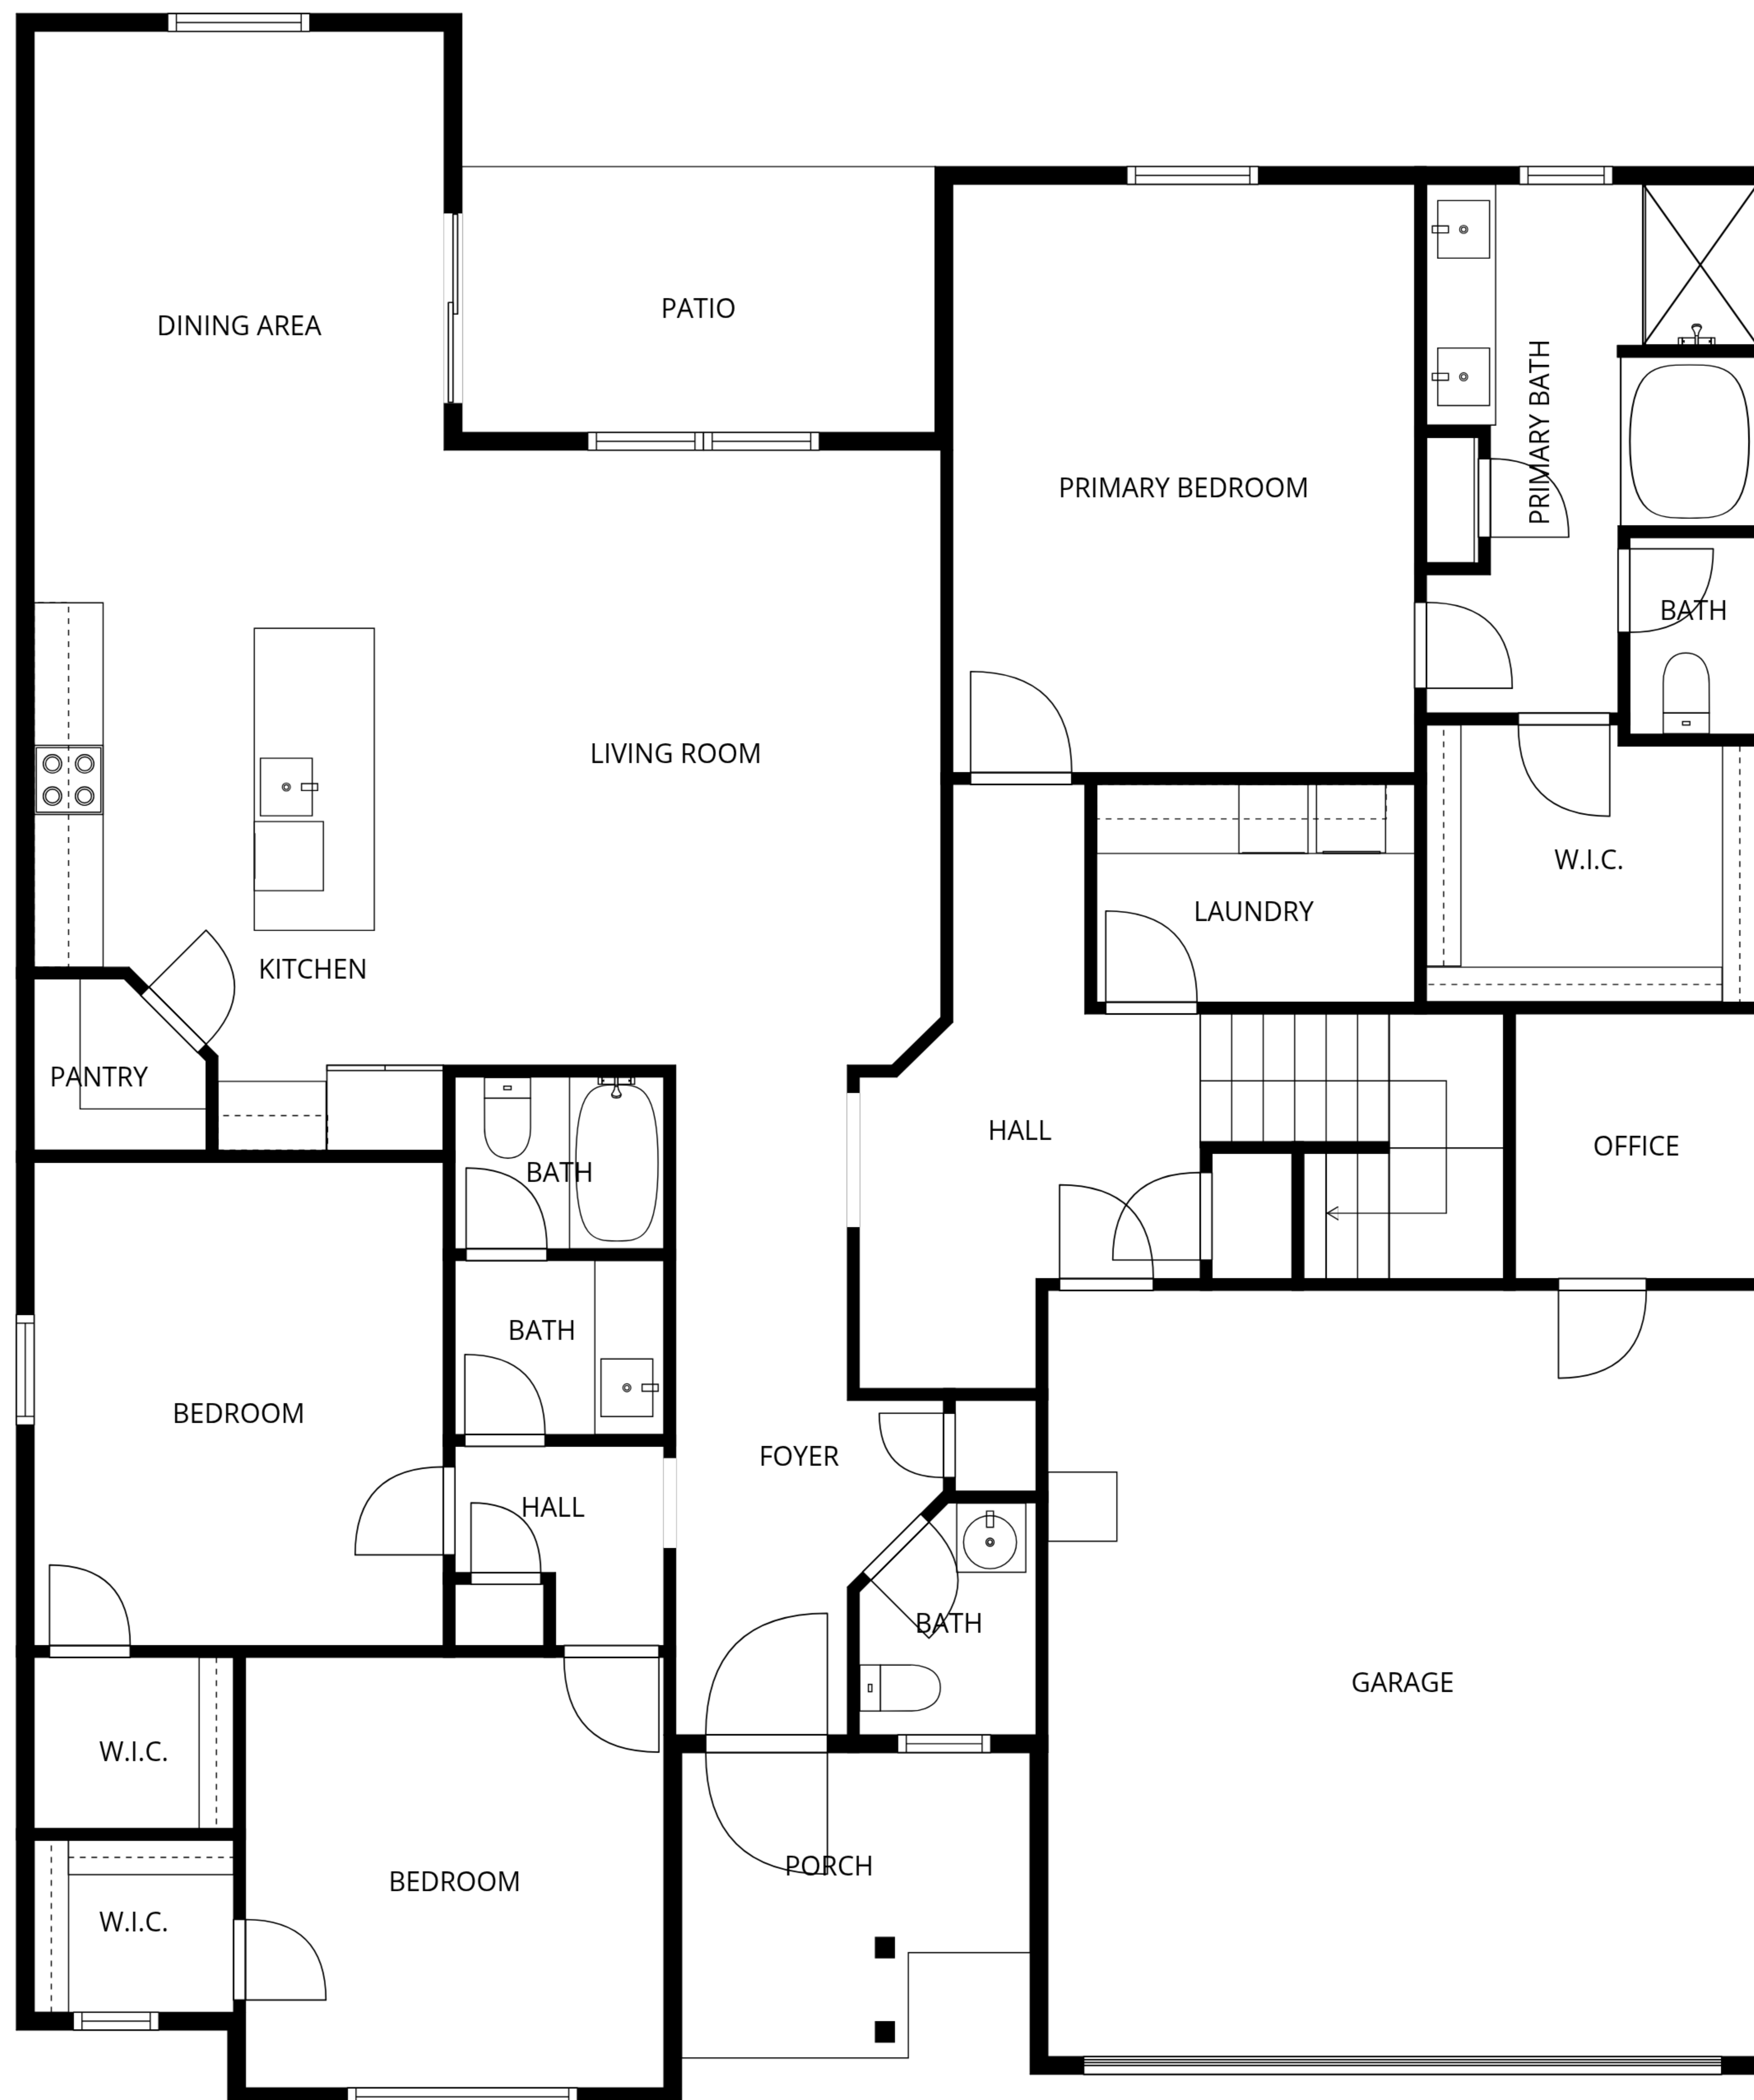 DINING AREA
PATIO
PRIMARY BEDROOM
PRIMARY BATH
BATH
LIVING ROOM
W.I.C.
LAUNDRY
KITCHEN
PANTRY
HALL
OFFICE
BATH
BATH
BEDROOM
FOYER
HALL
BATH
GARAGE
W.I.C.
PORCH
BEDROOM
W.I.C.